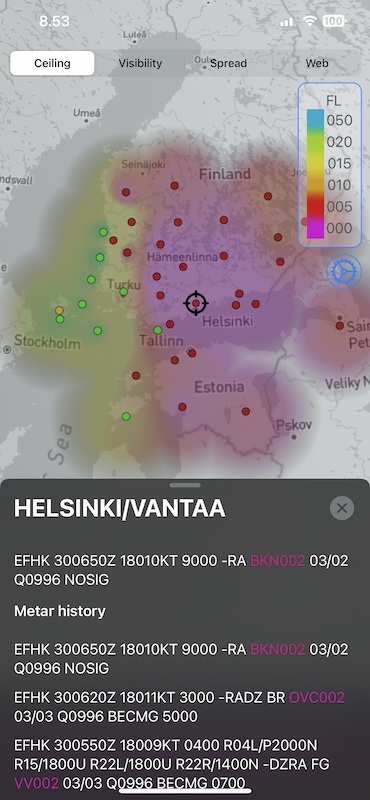 8.53
100
Luleå
Ceiling
Visibility
Spread
Web
Umeå
FL
050
020
015
010
005
000
Seinäjoki
Finland
Hämeenlinna
Turku
Helsinki
Stockholm
Tallinn
Estonia
Veliky N
Pskov
Sea
HELSINKI/VANTAA
EFHK 300650Z 18010KT 9000 -RA BKN002 03/02
Q0996 NOSIG
Metar history
EFHK 300650Z 18010KT 9000 -RA BKN002 03/02
Q0996 NOSIG
EFHK 300620Z 18011KT 3000 -RADZ BR OVC002
03/03 Q0996 BECMG 5000
EFHK 300550Z 18009KT 0400 R04L/P2000N
R15/1800U R22L/1800U R22R/1400N -DZRA FG
VV002 03/03 Q0996 BECMG 0700